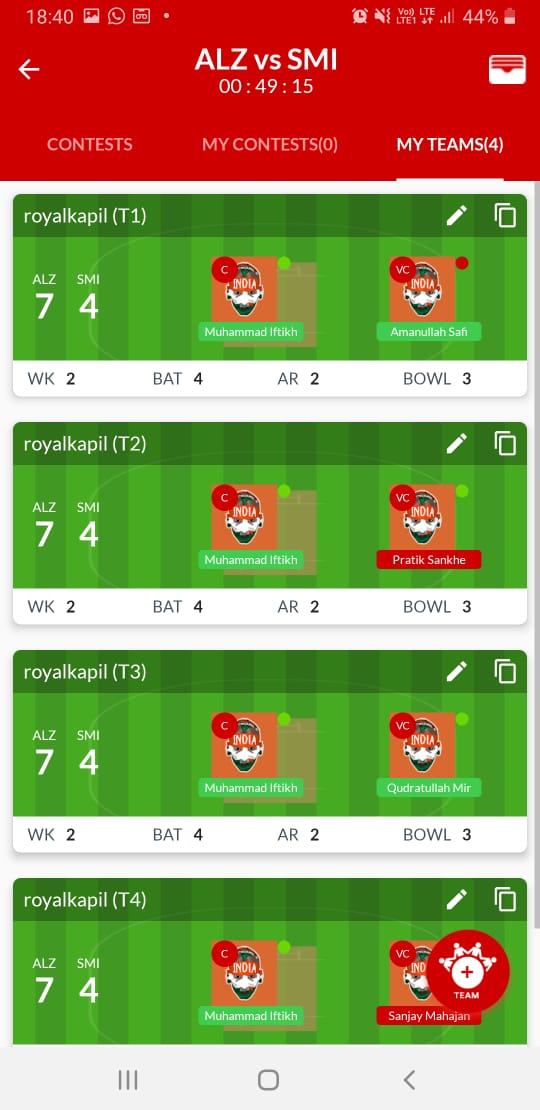 18:40
Vo)) LTE
LTE1
44%
ALZ vs SMI
00 : 49 : 15
CONTESTS MY CONTESTS(0) MY TEAMS(4)
royalkapil (T1)
ALZ SMI
7 4
C INDIA VC INDIA
Muhammad Iftikh Amanullah Safi
WK 2 BAT 4 AR 2 BOWL 3
royalkapil (T2)
ALZ SMI
7 4
C INDIA VC INDIA
Muhammad Iftikh Pratik Sankhe
WK 2 BAT 4 AR 2 BOWL 3
royalkapil (T3)
ALZ SMI
7 4
C INDIA VC INDIA
Muhammad Iftikh Qudratullah Mir
WK 2 BAT 4 AR 2 BOWL 3
royalkapil (T4)
ALZ SMI
7 4
C INDIA VC IND
TEAM
Muhammad Iftikh Sanjay Mahajan